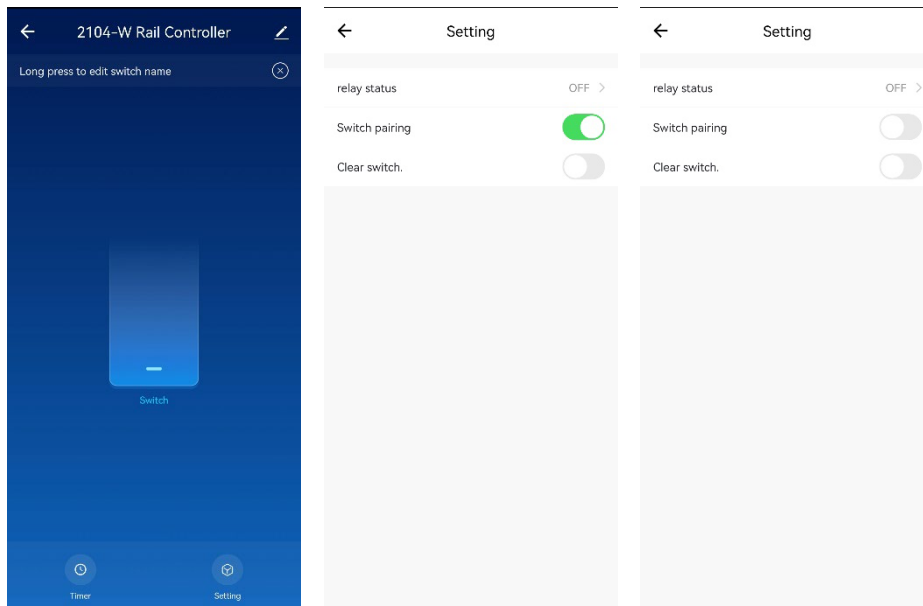 2104-W Rail Controller
Long press to edit switch name
Switch
Timer
Setting
Setting
relay status OFF
Switch pairing
Clear switch.
Setting
relay status OFF
Switch pairing
Clear switch.